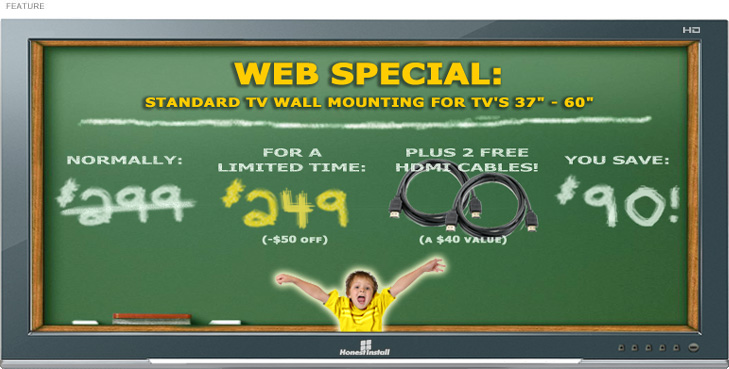 FEATURE
HD
WEB SPECIAL:
STANDARD TV WALL MOUNTING FOR TV'S 37" - 60"
NORMALLY:
$299
FOR A
LIMITED TIME:
$249
(-$50 OFF)
PLUS 2 FREE
HDMI CABLES!
(A $40 VALUE)
YOU SAVE:
$90!
HonestInstall